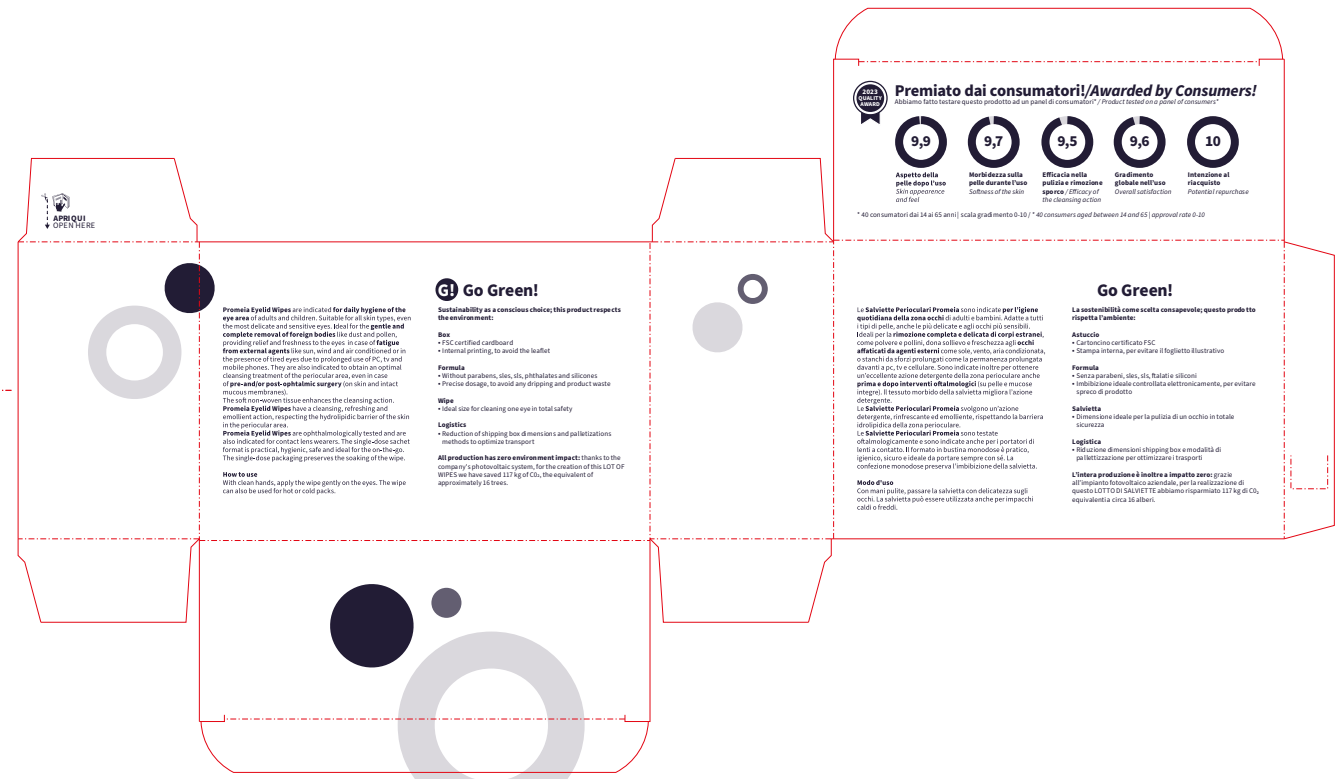 2023
QUALITY
AWARD
Premiato dai consumatori!/Awarded by Consumers!
Abbiamo fatto testare questo prodotto ad un panel di consumatori* / Product tested on a panel of consumers*
9,9
9,7
9,5
9,6
10
Aspetto della
pelle dopo l'uso
Skin appearence
and feel
Morbidezza sulla
pelle durante l'uso
Softness of the skin
Efficacia nella
pulizia e rimozione
sporco / Efficacy of
the cleansing action
Gradimento
globale nell'uso
Overall satisfaction
Intenzione al
riacquisto
Potential repurchase
* 40 consumatori dai 14 ai 65 anni | scala gradimento 0-10 / * 40 consumers aged between 14 and 65 | approval rate 0-10
APRI QUI
OPEN HERE
Promeia Eyelid Wipes are indicated for daily hygiene of the
eye area of adults and children. Suitable for all skin types, even
the most delicate and sensitive eyes. Ideal for the gentle and
complete removal of foreign bodies like dust and pollen,
providing relief and freshness to the eyes in case of fatigue
from external agents like sun, wind and air conditioned or in
the presence of tired eyes due to prolonged use of PC, tv and
mobile phones. They are also indicated to obtain an optimal
cleansing treatment of the periocular area, even in case
of pre-and/or post-ophtalmic surgery (on skin and intact
mucous membranes).
The soft non-woven tissue enhances the cleansing action.
Promeia Eyelid Wipes have a cleansing, refreshing and
emollient action, respecting the hydrolipidic barrier of the skin
in the periocular area.
Promeia Eyelid Wipes are ophthalmologically tested and are
also indicated for contact lens wearers. The single-dose sachet
format is practical, hygienic, safe and ideal for the on-the-go.
The single-dose packaging preserves the soaking of the wipe.
How to use
With clean hands, apply the wipe gently on the eyes. The wipe
can also be used for hot or cold packs.
G! Go Green!
Sustainability as a conscious choice; this product respects
the environment:
Box
• FSC certified cardboard
• Internal printing, to avoid the leaflet
Formula
• Without parabens, sles, sls, phthalates and silicones
• Precise dosage, to avoid any dripping and product waste
Wipe
• Ideal size for cleaning one eye in total safety
Logistics
• Reduction of shipping box dimensions and palletizations
methods to optimize transport
All production has zero environment impact: thanks to the
company's photovoltaic system, for the creation of this LOT OF
WIPES we have saved 117 kg of C0₂, the equivalent of
approximately 16 trees.
Le Salviette Perioculari Promeia sono indicate per l'igiene
quotidiana della zona occhi di adulti e bambini. Adatte a tutti
i tipi di pelle, anche le più delicate e agli occhi più sensibili.
Ideali per la rimozione completa e delicata di corpi estranei,
come polvere e pollini, dona sollievo e freschezza agli occhi
affaticati da agenti esterni come sole, vento, aria condizionata,
o stanchi da sforzi prolungati come la permanenza prolungata
davanti a pc, tv e cellulare. Sono indicate inoltre per ottenere
un'eccellente azione detergente della zona perioculare anche
prima e dopo interventi oftalmologici (su pelle e mucose
integre). Il tessuto morbido della salvietta migliora l'azione
detergente.
Le Salviette Perioculari Promeia svolgono un'azione
detergente, rinfrescante ed emolliente, rispettando la barriera
idrolipidica della zona perioculare.
Le Salviette Perioculari Promeia sono testate
oftalmologicamente e sono indicate anche per i portatori di
lenti a contatto. Il formato in bustina monodose è pratico,
igienico, sicuro e ideale da portare sempre con sé. La
confezione monodose preserva l'imbibizione della salvietta.
Modo d'uso
Con mani pulite, passare la salvietta con delicatezza sugli
occhi. La salvietta può essere utilizzata anche per impacchi
caldi o freddi.
Go Green!
La sostenibilità come scelta consapevole; questo prodotto
rispetta l'ambiente:
Astuccio
• Cartoncino certificato FSC
• Stampa interna, per evitare il foglietto illustrativo
Formula
• Senza parabeni, sles, sls, ftalati e siliconi
• Imbibizione ideale controllata elettronicamente, per evitare
spreco di prodotto
Salvietta
• Dimensione ideale per la pulizia di un occhio in totale
sicurezza
Logistica
• Riduzione dimensioni shipping box e modalità di
pallettizzazione per ottimizzare i trasporti
L'intera produzione è inoltre a impatto zero: grazie
all'impianto fotovoltaico aziendale, per la realizzazione di
questo LOTTO DI SALVIETTE abbiamo risparmiato 117 kg di C0₂
equivalenti a circa 16 alberi.